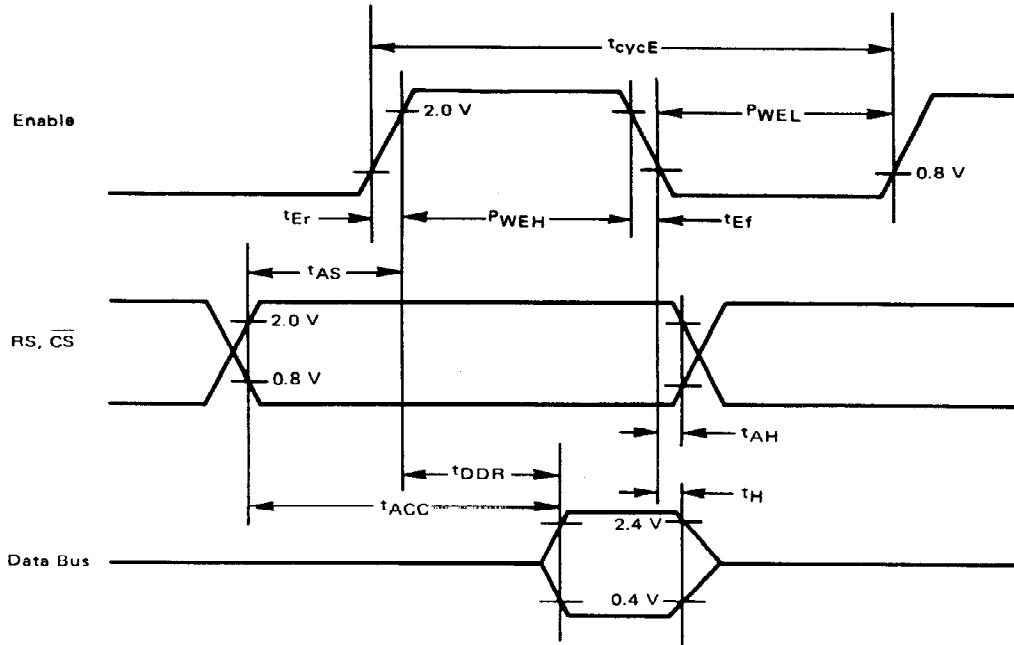 tcycE
Enable
2.0 V
PWEL
0.8 V
tEr
PWEH
tEf
tAS
2.0 V
RS, C̅S̅
0.8 V
tAH
tDDR
tH
tACC
2.4 V
Data Bus
0.4 V